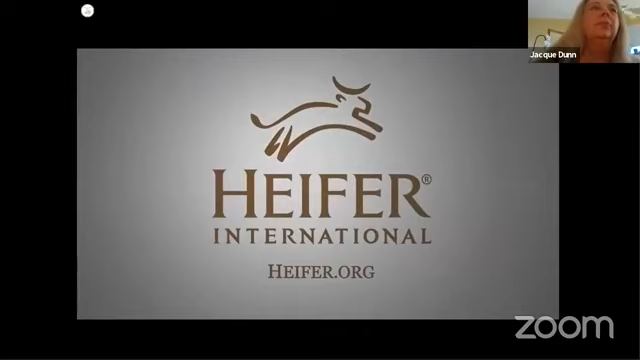 Jacque Dunn
HEIFER®
INTERNATIONAL
HEIFER.ORG
zoom